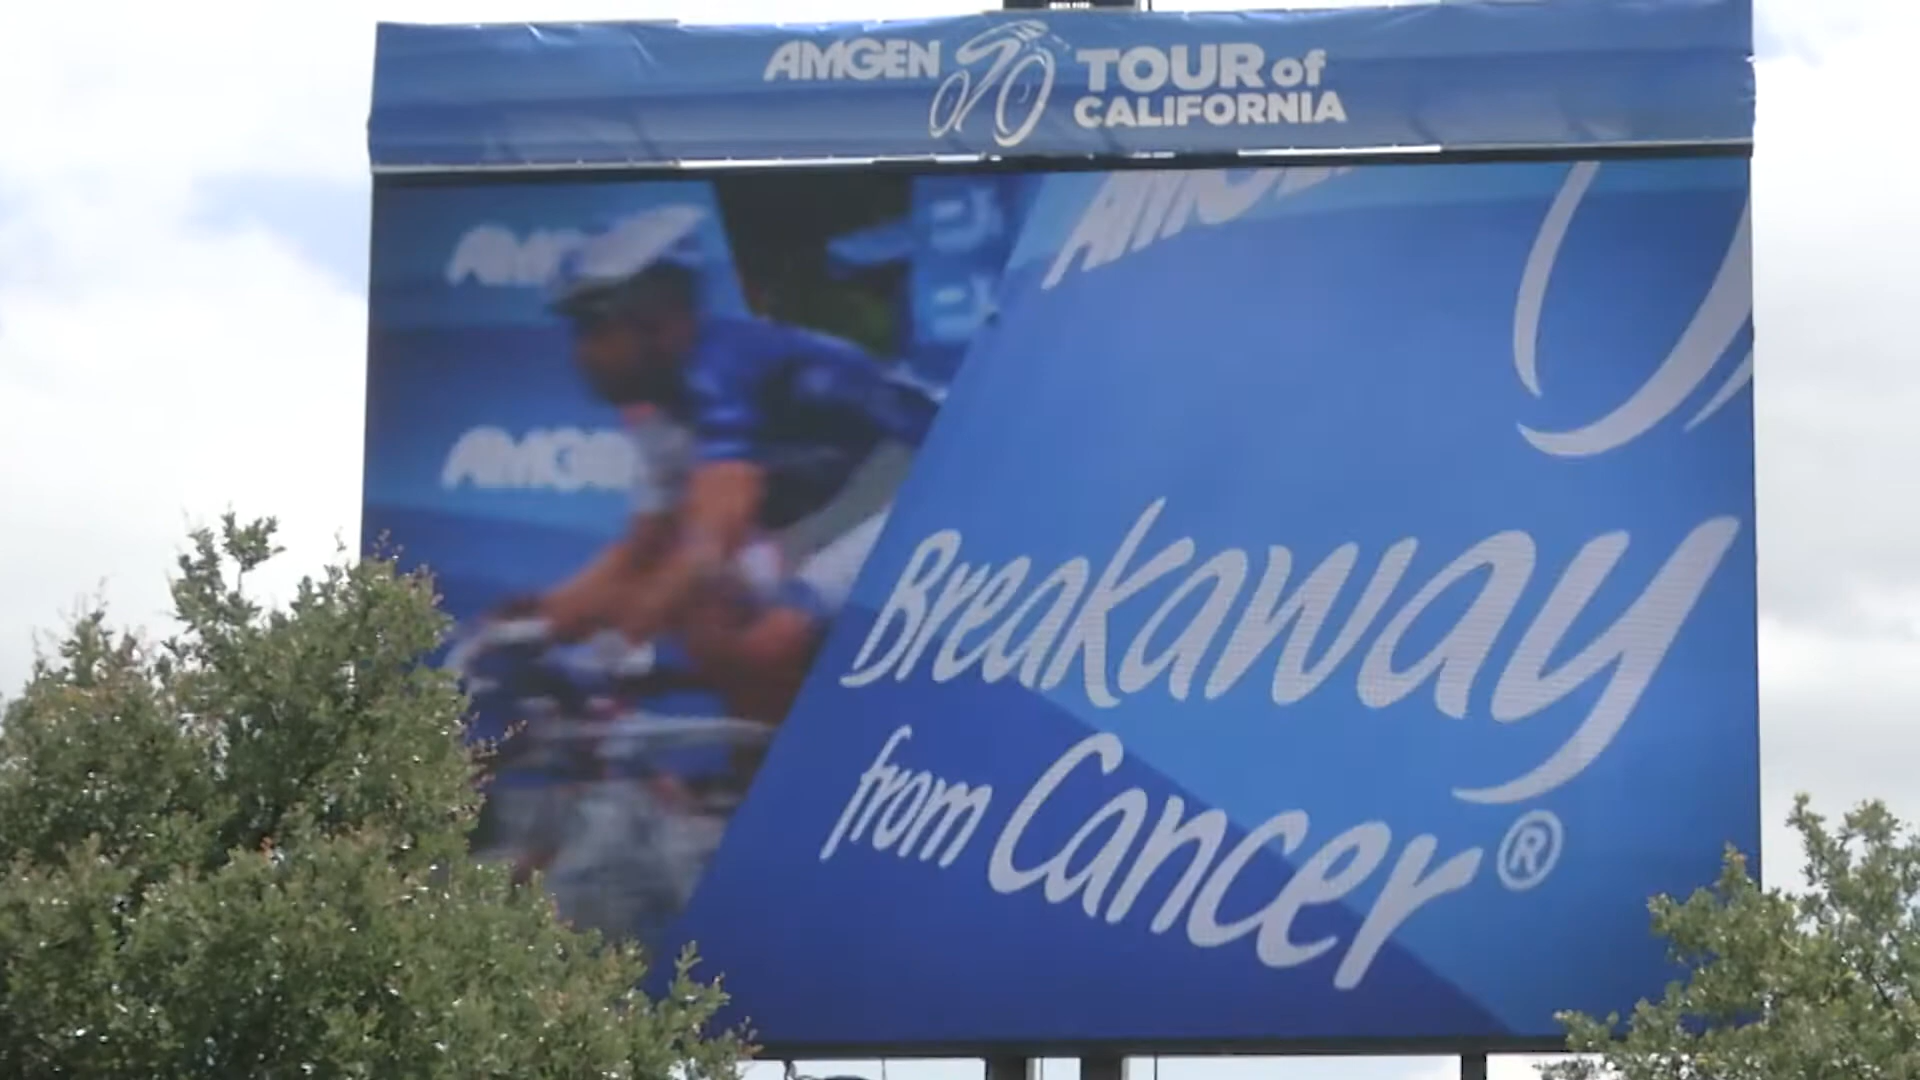 AMGEN TOUR of
CALIFORNIA
AMGEN
AMGEN
Breakaway
from Cancer®